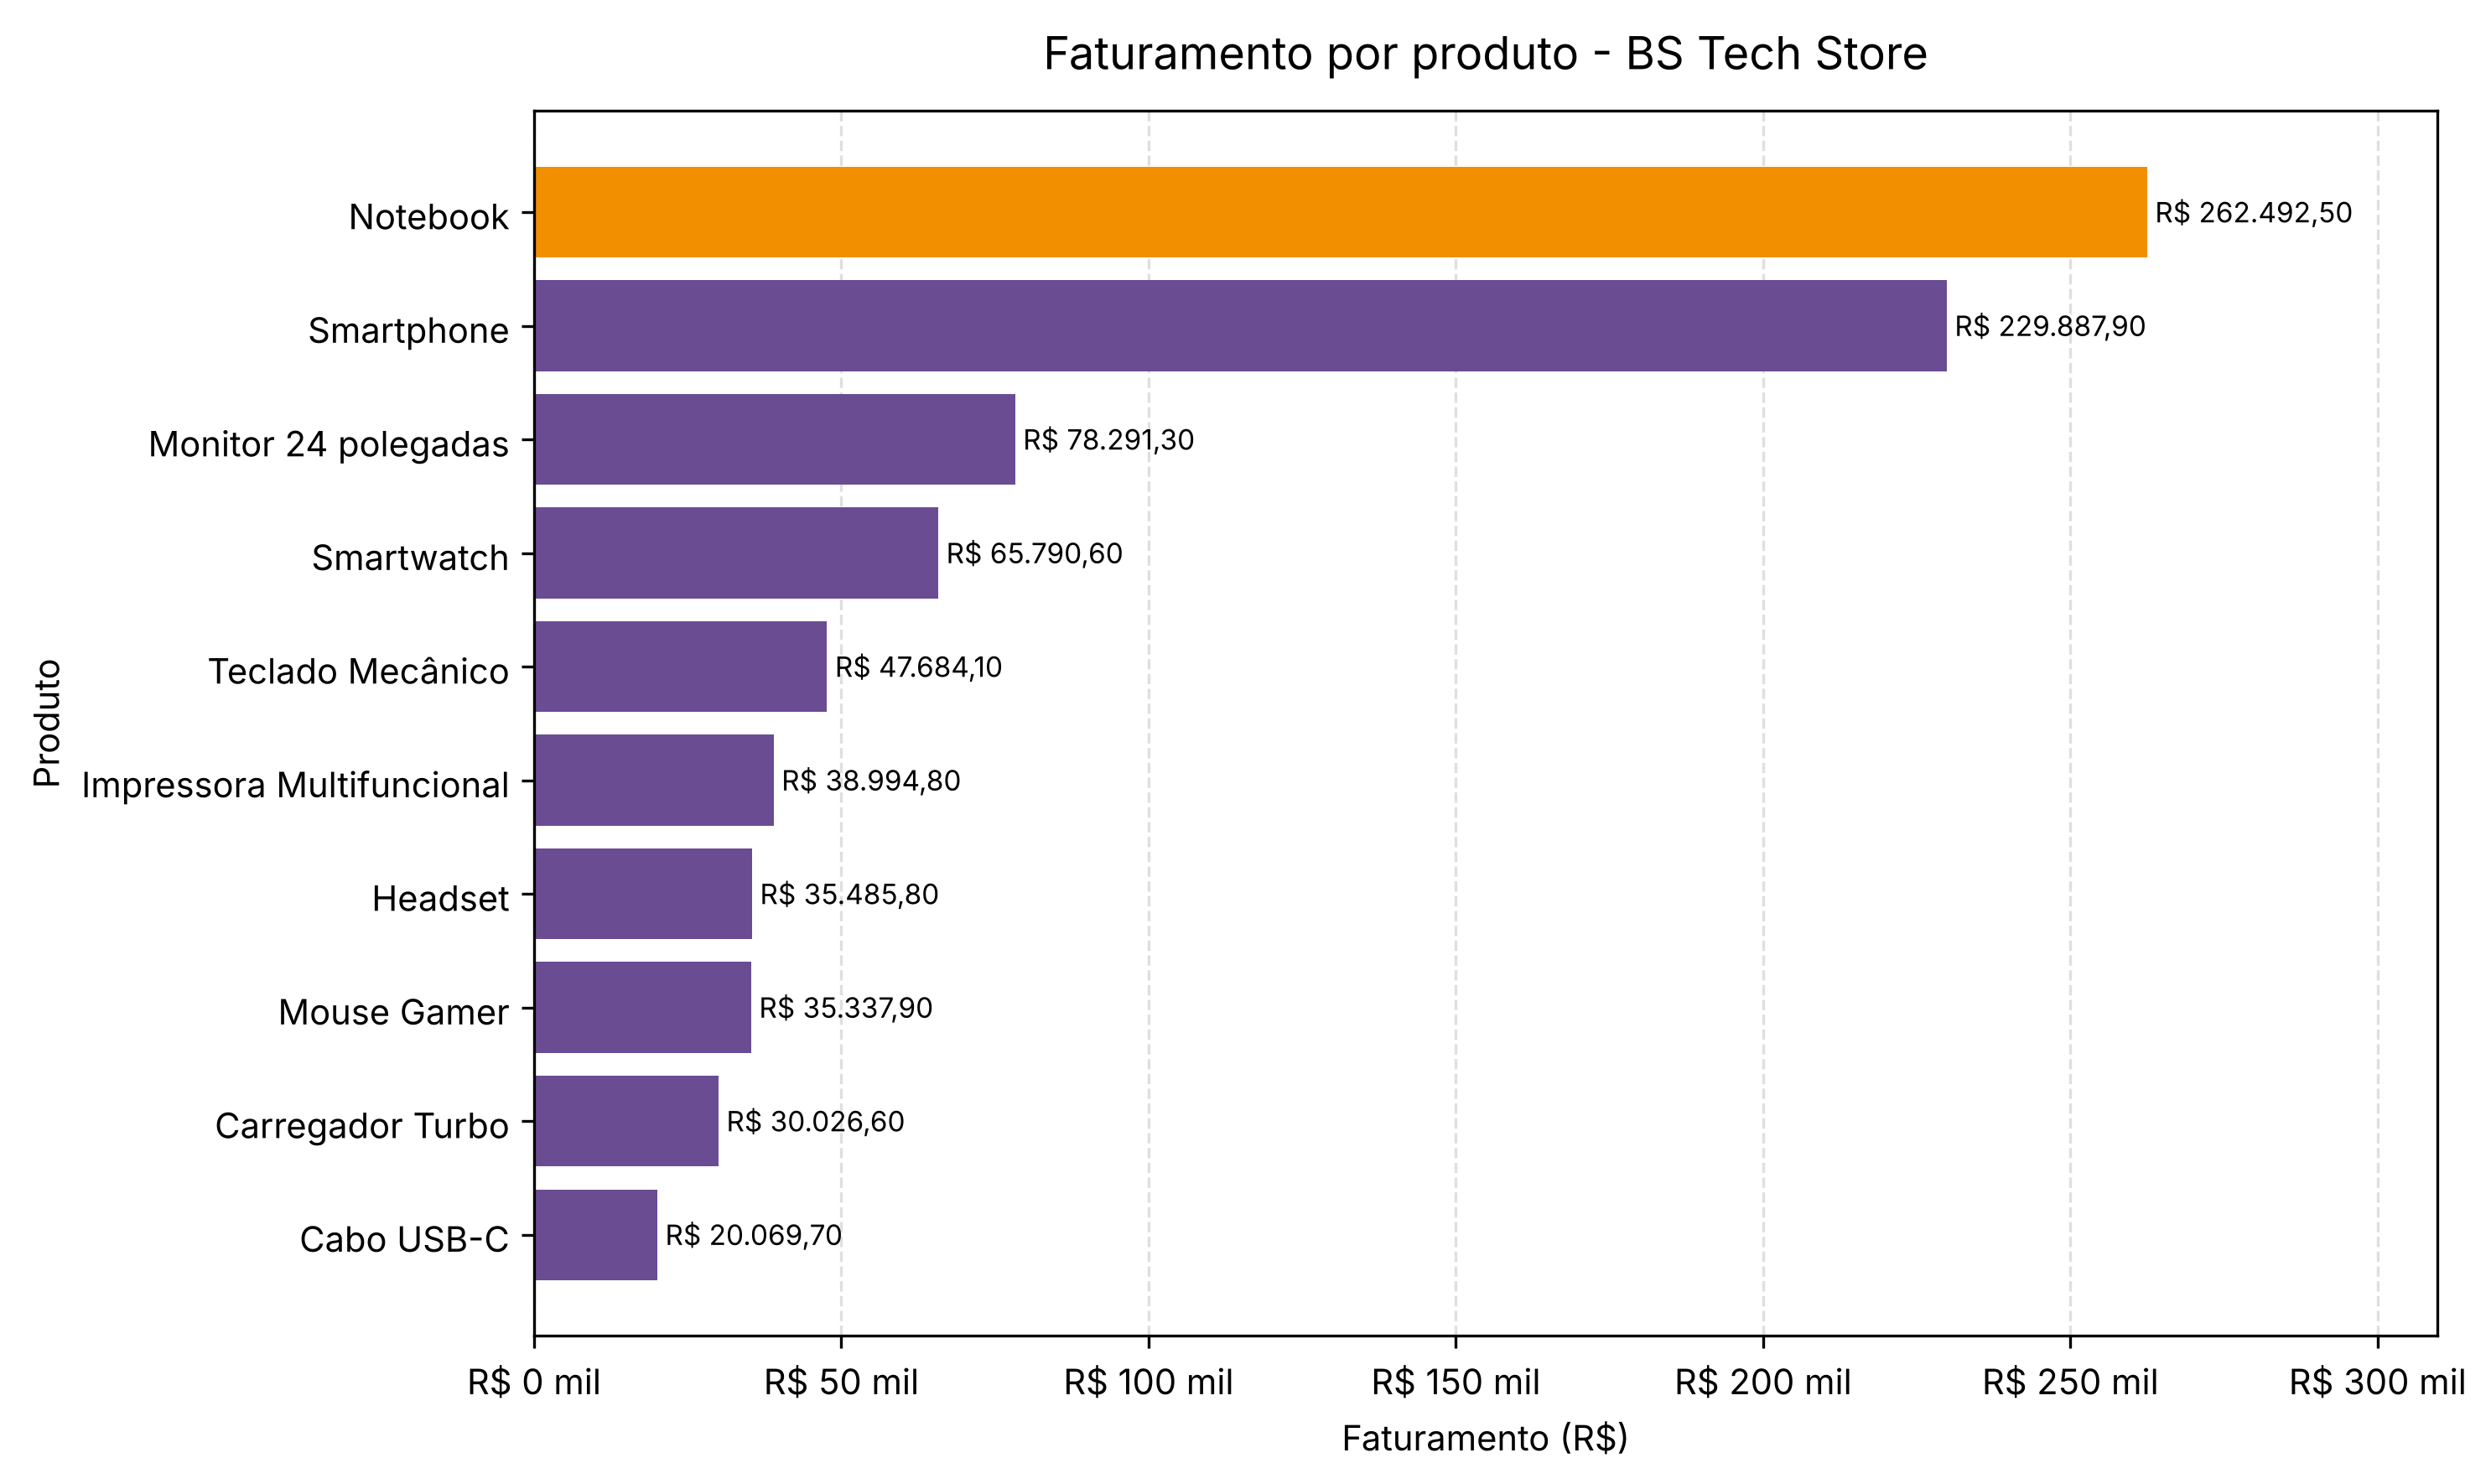 Faturamento por produto - BS Tech Store
Produto
Notebook
R$ 262.492,50
Smartphone
R$ 229.887,90
Monitor 24 polegadas
R$ 78.291,30
Smartwatch
R$ 65.790,60
Teclado Mecânico
R$ 47.684,10
Impressora Multifuncional
R$ 38.994,80
Headset
R$ 35.485,80
Mouse Gamer
R$ 35.337,90
Carregador Turbo
R$ 30.026,60
Cabo USB-C
R$ 20.069,70
R$ 0 mil
R$ 50 mil
R$ 100 mil
R$ 150 mil
R$ 200 mil
R$ 250 mil
R$ 300 mil
Faturamento (R$)